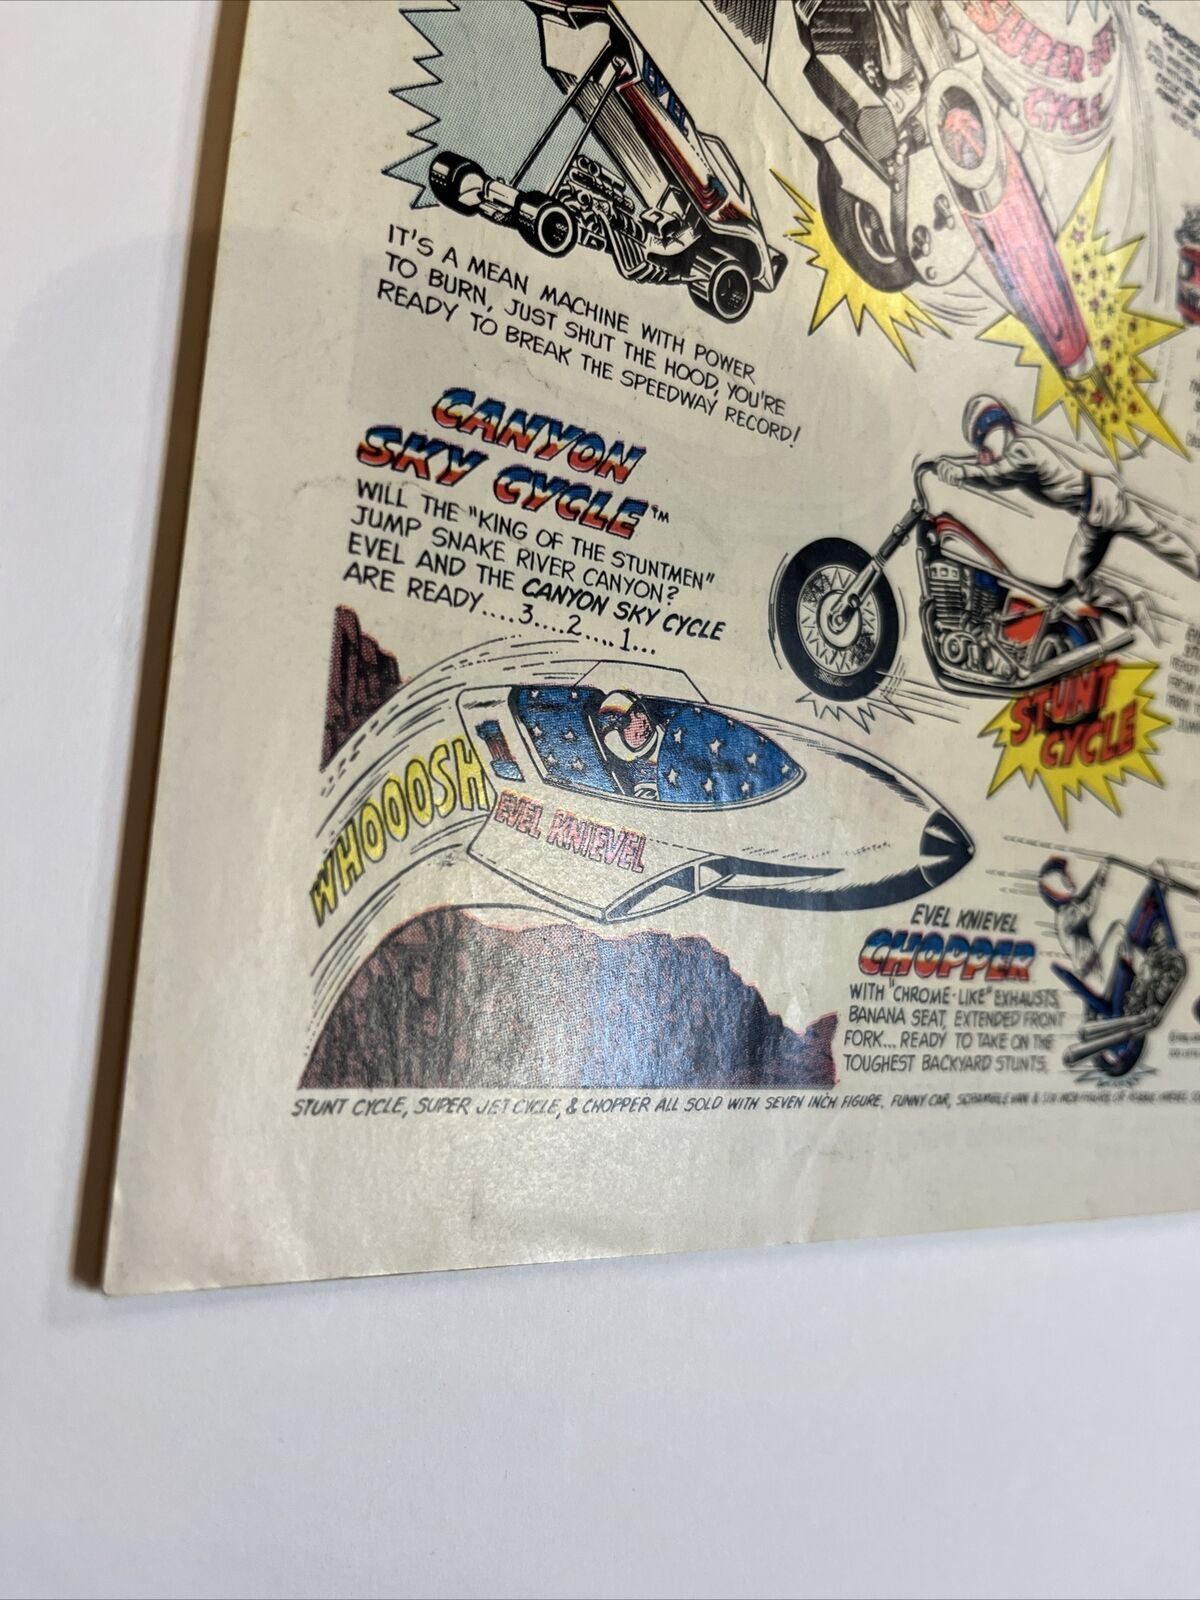 EVEL
SUPER JET
CYCLE
IT'S A MEAN MACHINE WITH POWER
TO BURN, JUST SHUT THE HOOD, YOU'RE
READY TO BREAK THE SPEEDWAY RECORD!
CANYON
SKY CYCLE™
WILL THE "KING OF THE STUNTMEN"
JUMP SNAKE RIVER CANYON?
EVEL AND THE CANYON SKY CYCLE
ARE READY....3....2....1...
WHOOOSH
EVEL KNIEVEL
STUNT
CYCLE
EVEL KNIEVEL
CHOPPER
WITH "CHROME-LIKE" EXHAUSTS,
BANANA SEAT, EXTENDED FRONT
FORK... READY TO TAKE ON THE
TOUGHEST BACKYARD STUNTS.
STUNT CYCLE, SUPER JET CYCLE, & CHOPPER ALL SOLD WITH SEVEN INCH FIGURE. FUNNY CAR, SCRAMBLE VAN &